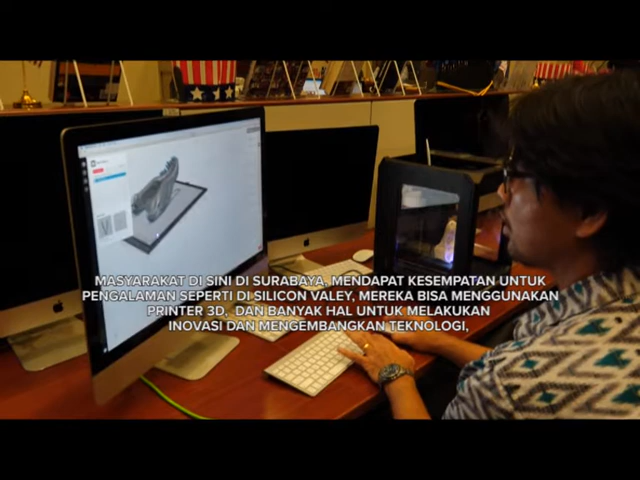 MASYARAKAT DI SINI DI SURABAYA, MENDAPAT KESEMPATAN UNTUK
PENGALAMAN SEPERTI DI SILICON VALEY, MEREKA BISA MENGGUNAKAN
PRINTER 3D,  DAN BANYAK HAL UNTUK MELAKUKAN
INOVASI DAN MENGEMBANGKAN TEKNOLOGI,